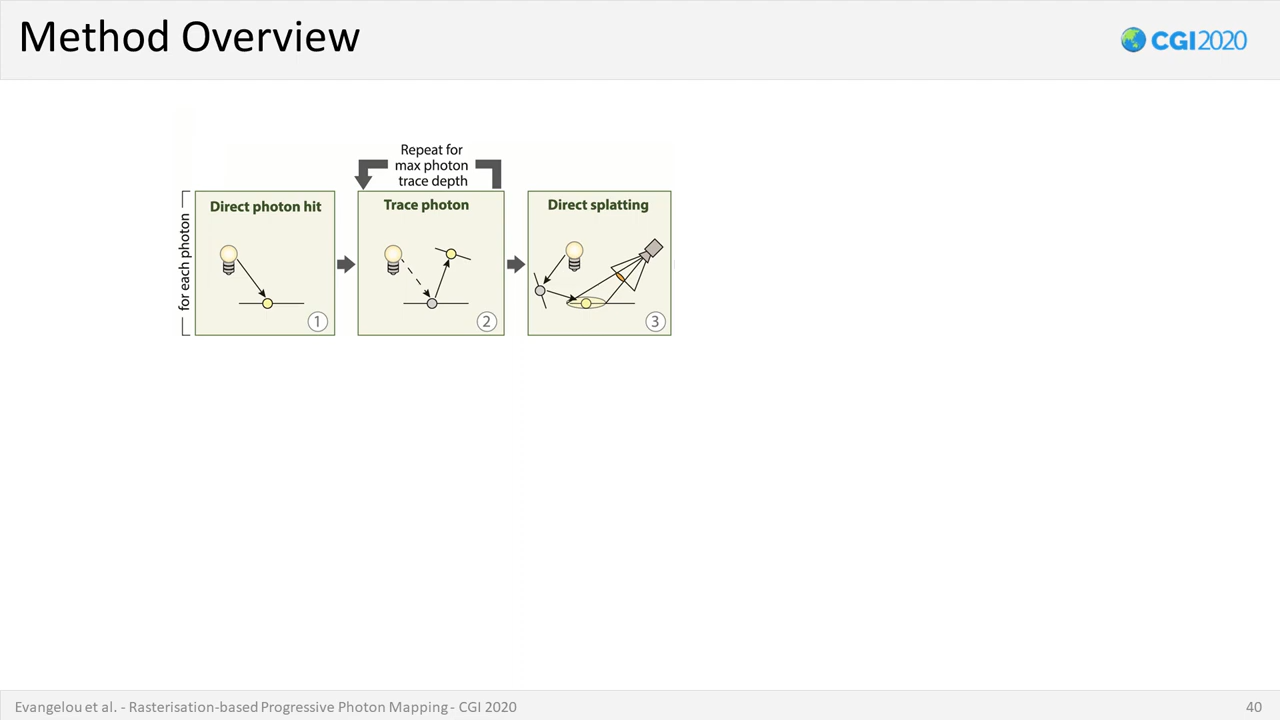 Method Overview
CGI2020
Repeat for
max photon
trace depth
for each photon
Direct photon hit
Trace photon
Direct splatting
1
2
3
Evangelou et al. - Rasterisation-based Progressive Photon Mapping - CGI 2020
40